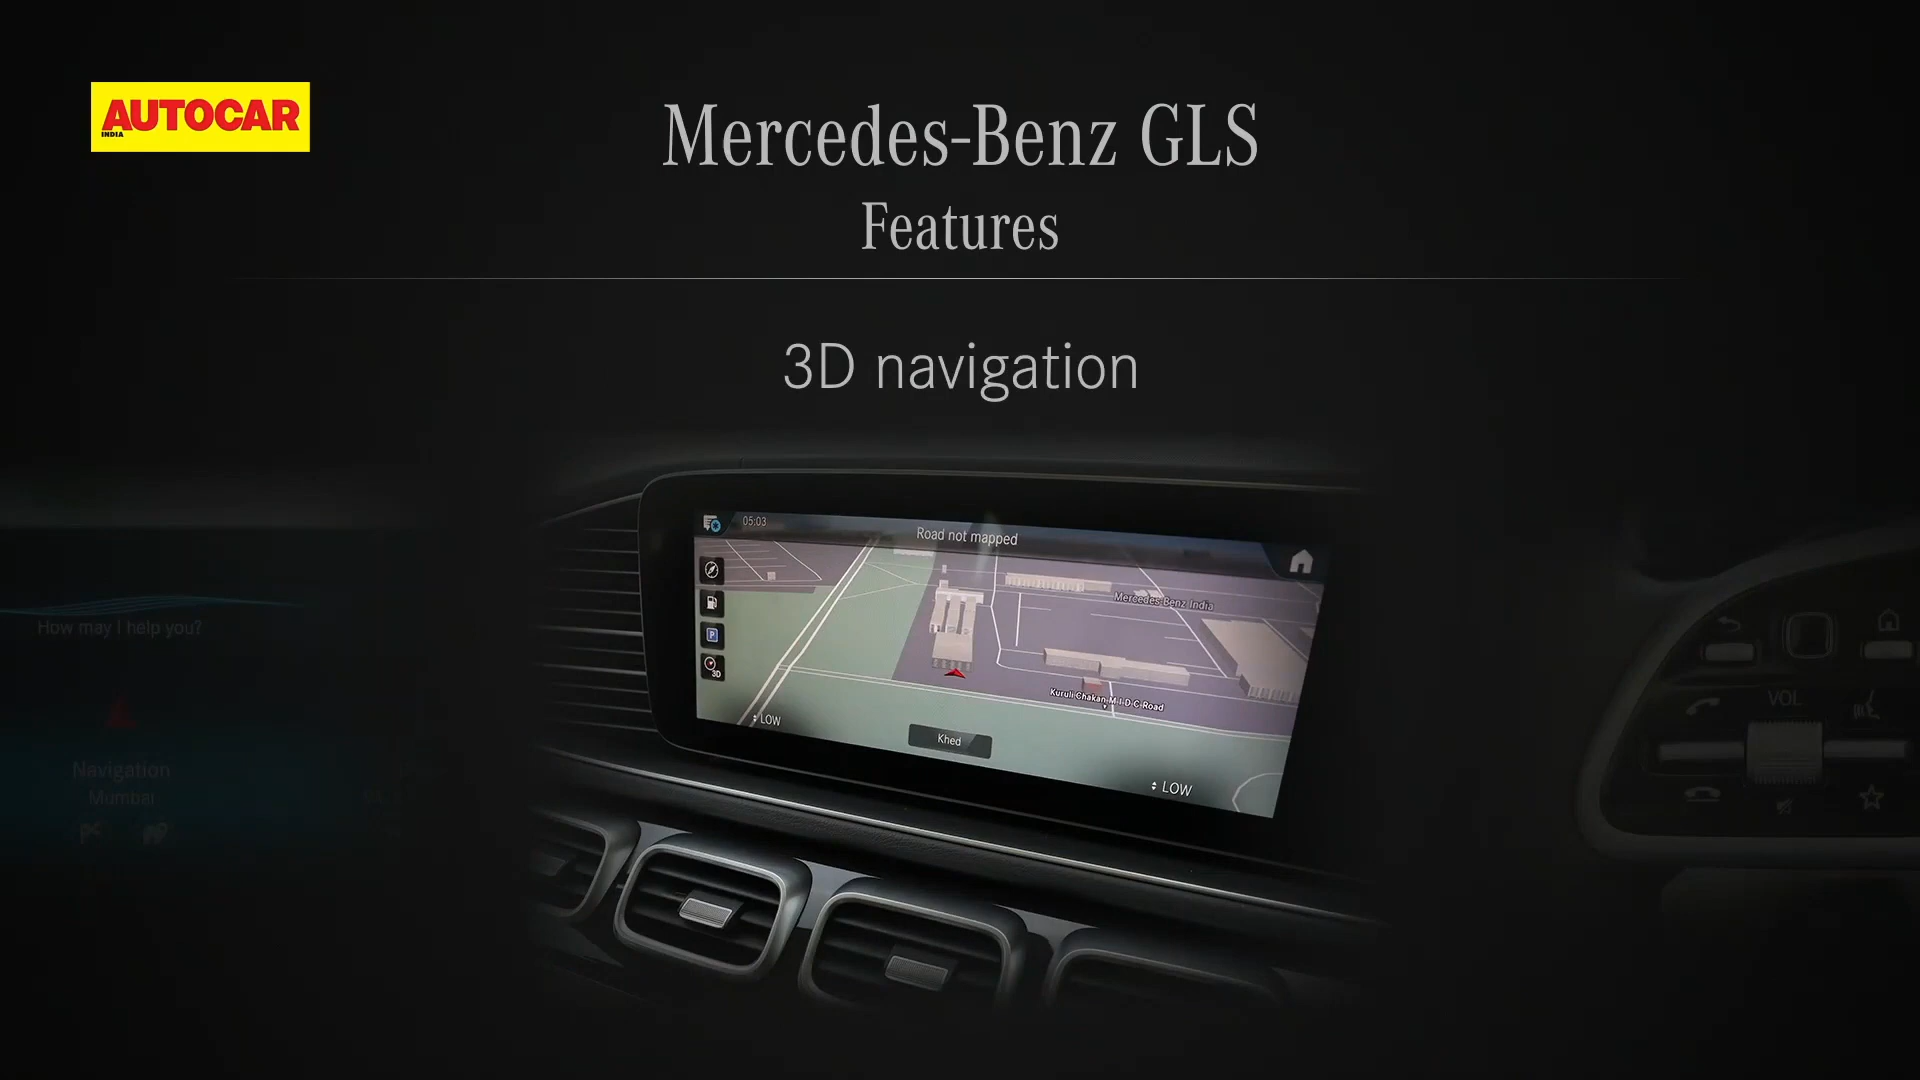 AUTOCAR
INDIA
Mercedes-Benz GLS
Features
3D navigation
05:03
Road not mapped
Mercedes-Benz India
P
3D
Kuruli Chakan M I D C Road
LOW
Khed
LOW
How may I help you?
Navigation
Mumbai
VOL